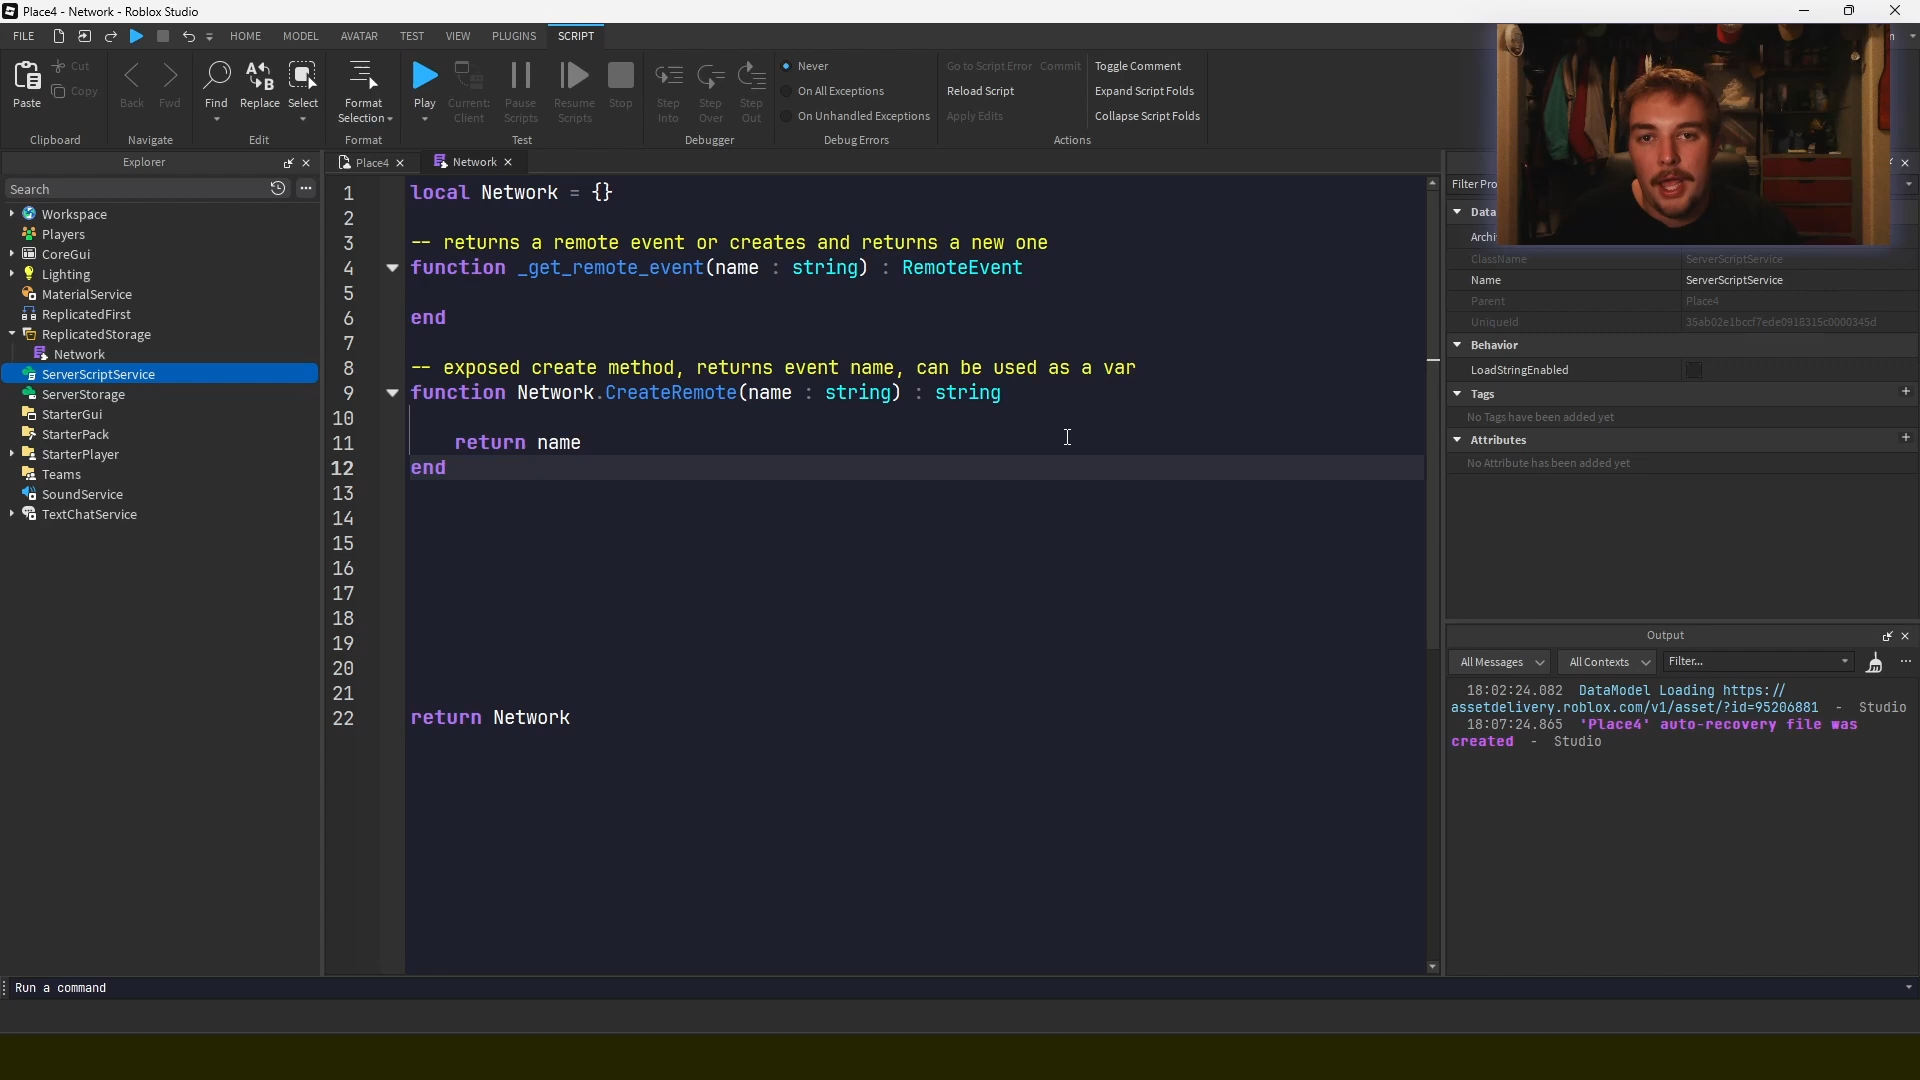 Place4 - Network - Roblox Studio
FILE HOME MODEL AVATAR TEST VIEW PLUGINS SCRIPT
Paste Cut Copy Clipboard
Back Fwd Navigate
Find Replace Select Edit
Format Selection Format
Play Current: Client Pause Scripts Resume Scripts Stop Test
Step Into Step Over Step Out Debugger
Never
On All Exceptions
On Unhandled Exceptions
Debug Errors
Go to Script Error Commit
Reload Script
Apply Edits
Toggle Comment
Expand Script Folds
Collapse Script Folds
Actions
Explorer
Search
Workspace
Players
CoreGui
Lighting
MaterialService
ReplicatedFirst
ReplicatedStorage
Network
ServerScriptService
ServerStorage
StarterGui
StarterPack
StarterPlayer
Teams
SoundService
TextChatService
Place4 Network
1 local Network = {}
2
3 -- returns a remote event or creates and returns a new one
4 function _get_remote_event(name : string) : RemoteEvent
5
6 end
7
8 -- exposed create method, returns event name, can be used as a var
9 function Network.CreateRemote(name : string) : string
10
11 return name
12 end
13
14
15
16
17
18
19
20
21
22 return Network
Filter Pro
Data
Archi
ClassName ServerScriptService
Name ServerScriptService
Parent Place4
UniqueId 35ab02e1bccf7ede0918315c0000345d
Behavior
LoadStringEnabled
Tags
No Tags have been added yet
Attributes
No Attribute has been added yet
Output
All Messages All Contexts Filter...
18:02:24.082 DataModel Loading https://
assetdelivery.roblox.com/v1/asset/?id=95206881 - Studio
18:07:24.865 'Place4' auto-recovery file was
created - Studio
Run a command